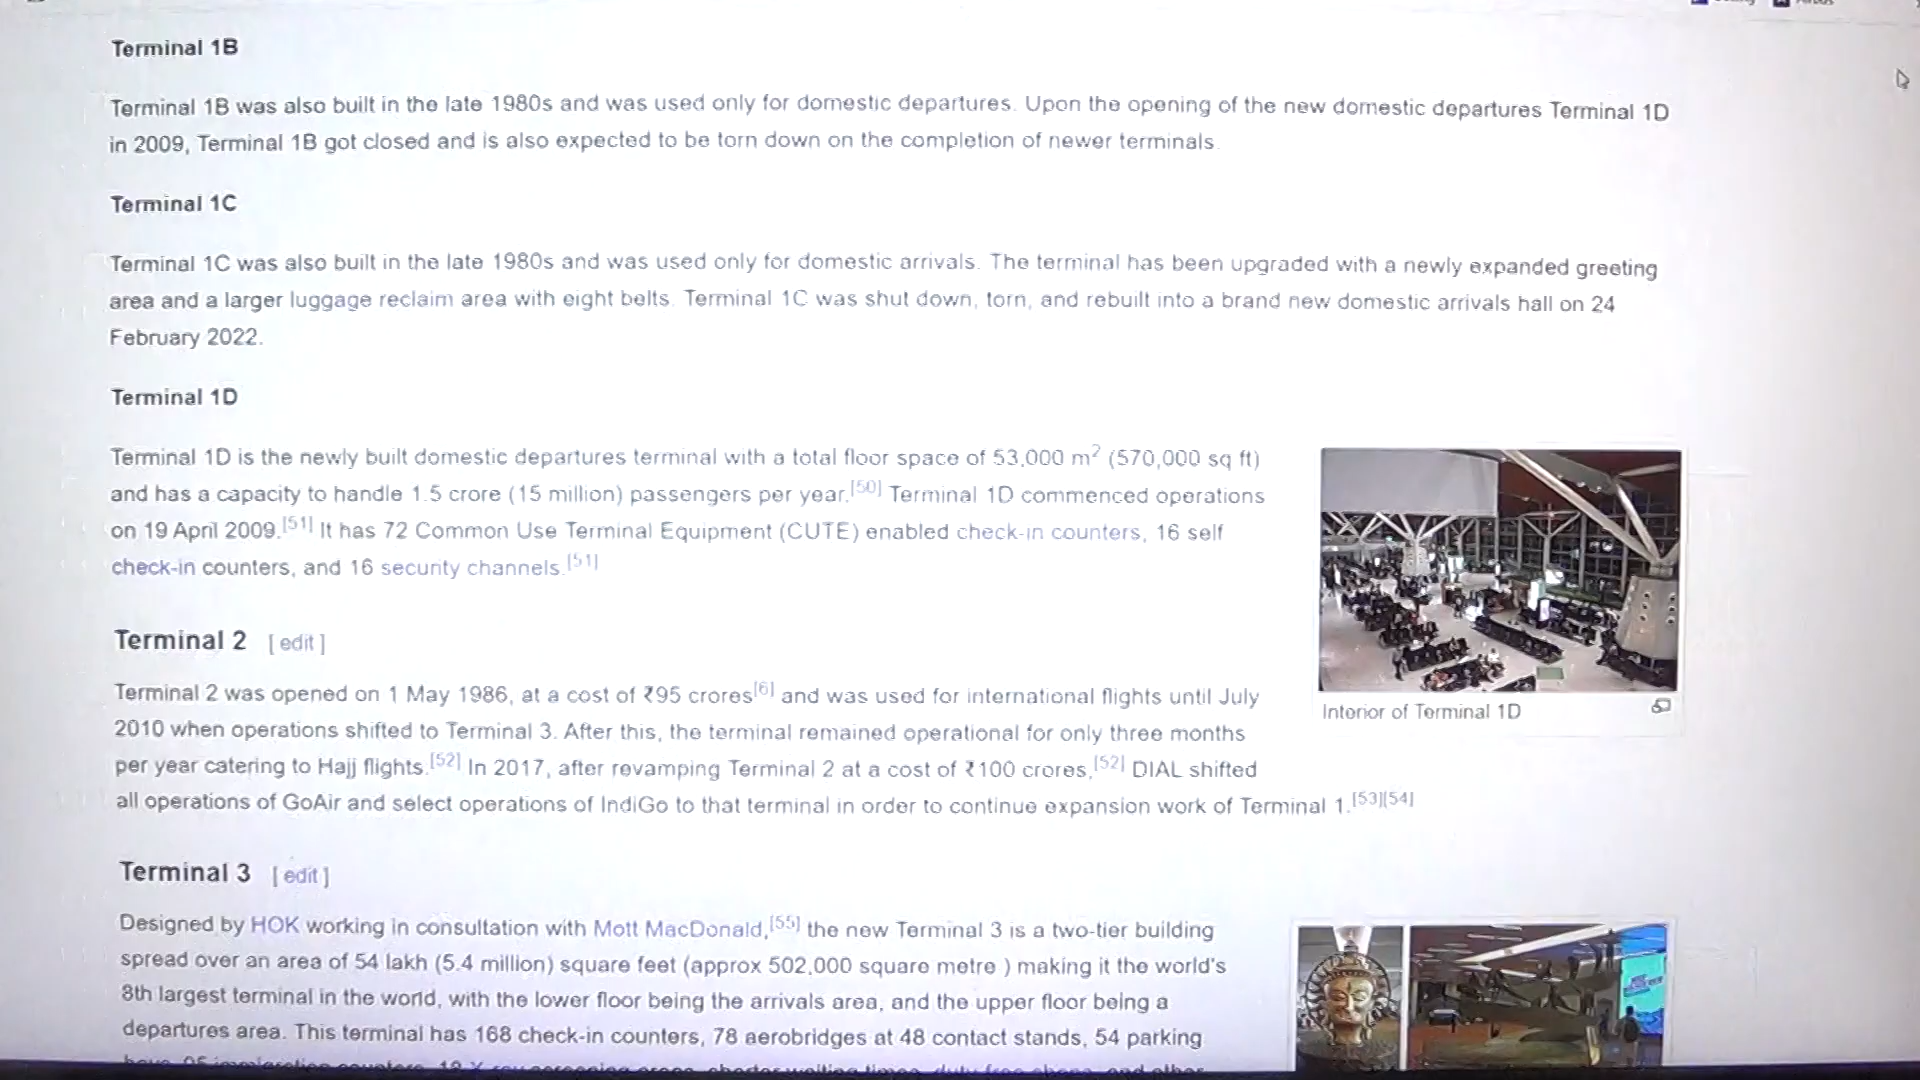 Terminal 1B
Terminal 1B was also built in the late 1980s and was used only for domestic departures. Upon the opening of the new domestic departures Terminal 1D
in 2009, Terminal 1B got closed and is also expected to be torn down on the completion of newer terminals.
Terminal 1C
Terminal 1C was also built in the late 1980s and was used only for domestic arrivals. The terminal has been upgraded with a newly expanded greeting
area and a larger luggage reclaim area with eight belts. Terminal 1C was shut down, torn, and rebuilt into a brand new domestic arrivals hall on 24
February 2022.
Terminal 1D
Terminal 1D is the newly built domestic departures terminal with a total floor space of 53,000 m² (570,000 sq ft)
and has a capacity to handle 1.5 crore (15 million) passengers per year.[50] Terminal 1D commenced operations
on 19 April 2009.[51] It has 72 Common Use Terminal Equipment (CUTE) enabled check-in counters, 16 self
check-in counters, and 16 security channels.[51]
Interior of Terminal 1D
Terminal 2 [ edit ]
Terminal 2 was opened on 1 May 1986, at a cost of ₹95 crores[6] and was used for international flights until July
2010 when operations shifted to Terminal 3. After this, the terminal remained operational for only three months
per year catering to Hajj flights.[52] In 2017, after revamping Terminal 2 at a cost of ₹100 crores,[52] DIAL shifted
all operations of GoAir and select operations of IndiGo to that terminal in order to continue expansion work of Terminal 1.[53][54]
Terminal 3 [ edit ]
Designed by HOK working in consultation with Mott MacDonald,[55] the new Terminal 3 is a two-tier building
spread over an area of 54 lakh (5.4 million) square feet (approx 502,000 square metre ) making it the world's
8th largest terminal in the world, with the lower floor being the arrivals area, and the upper floor being a
departures area. This terminal has 168 check-in counters, 78 aerobridges at 48 contact stands, 54 parking